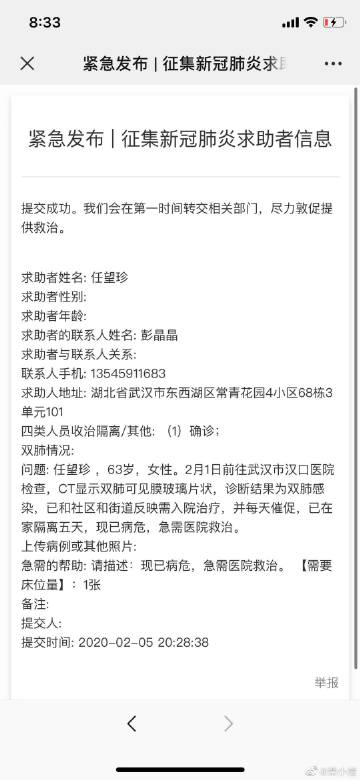 8:33
紧急发布 | 征集新冠肺炎求
紧急发布 | 征集新冠肺炎求助者信息
提交成功。我们会在第一时间转交相关部门，尽力敦促提
供救治。
求助者姓名: 任望珍
求助者性别:
求助者年龄:
求助者的联系人姓名: 彭晶晶
求助者与联系人关系:
联系人手机: 13545911683
求助人地址: 湖北省武汉市东西湖区常青花园4小区68栋3
单元101
四类人员收治隔离/其他: （1）确诊；
双肺情况:
问题: 任望珍 ，63岁，女性。2月1日前往武汉市汉口医院
检查，CT显示双肺可见膜玻璃片状，诊断结果为双肺感
染，已和社区和街道反映需入院治疗，并每天催促，已在
家隔离五天，现已病危，急需医院救治。
上传病例或其他照片:
急需的帮助: 请描述：现已病危，急需医院救治。 【需要
床位量】：1张
备注:
提交人:
提交时间: 2020-02-05 20:28:38
举报